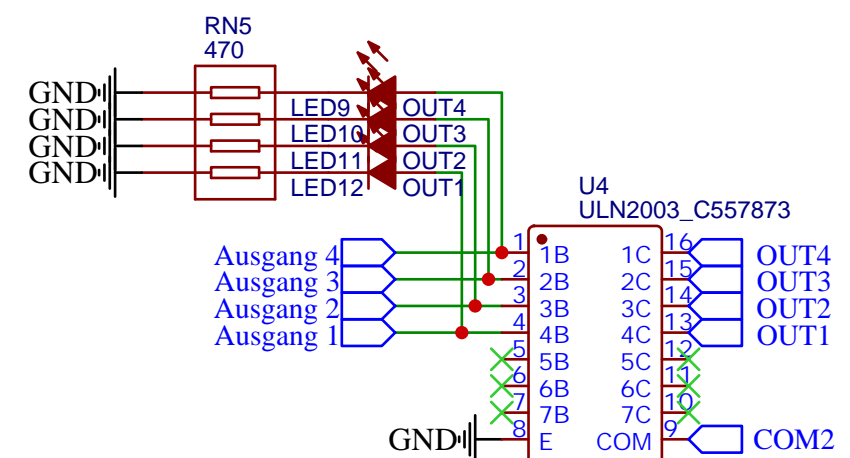 RN5
470
GND LED9 OUT4
GND LED10 OUT3
GND LED11 OUT2
GND LED12 OUT1
U4
ULN2003_C557873
Ausgang 4 1 1B 1C 16 OUT4
Ausgang 3 2 2B 2C 15 OUT3
Ausgang 2 3 3B 3C 14 OUT2
Ausgang 1 4 4B 4C 13 OUT1
5 5B 5C 12
6 6B 6C 11
7 7B 7C 10
GND 8 E COM 9 COM2